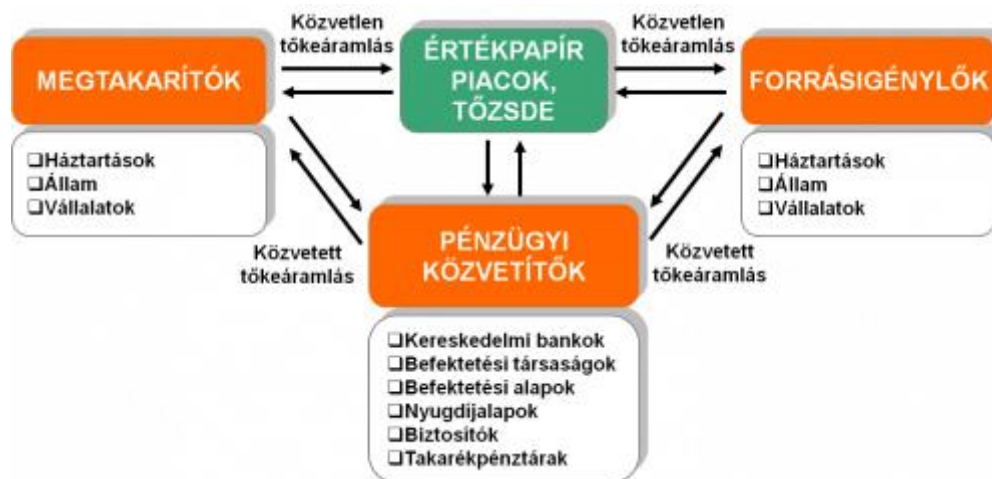 Közvetlen
tőkeáramlás
Közvetlen
tőkeáramlás
MEGTAKARÍTÓK
ÉRTÉKPAPÍR
PIACOK,
TŐZSDE
FORRÁSIGÉNYLŐK
❑Háztartások
❑Állam
❑Vállalatok
❑Háztartások
❑Állam
❑Vállalatok
Közvetett
tőkeáramlás
PÉNZÜGYI
KÖZVETÍTŐK
Közvetett
tőkeáramlás
❑Kereskedelmi bankok
❑Befektetési társaságok
❑Befektetési alapok
❑Nyugdijalapok
❑Biztosítók
❑Takarékpénztárak